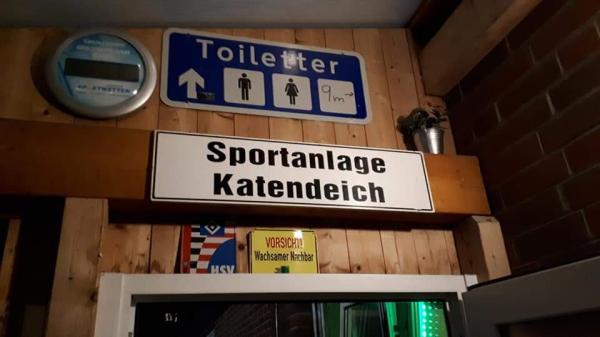 Toiletter
9m
Sportanlage
Katendeich
HSV
VORSICHT!
Wachsamer Nachbar